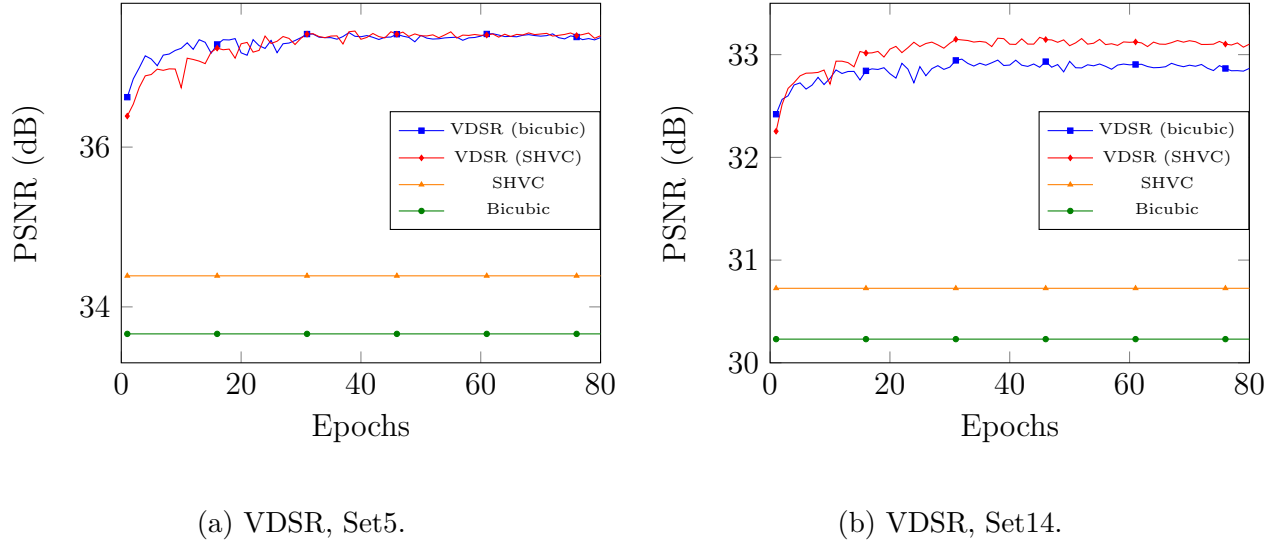 36
34
PSNR (dB)
VDSR (bicubic)
VDSR (SHVC)
SHVC
Bicubic
0 20 40 60 80
Epochs
(a) VDSR, Set5.
33
32
31
30
PSNR (dB)
VDSR (bicubic)
VDSR (SHVC)
SHVC
Bicubic
0 20 40 60 80
Epochs
(b) VDSR, Set14.